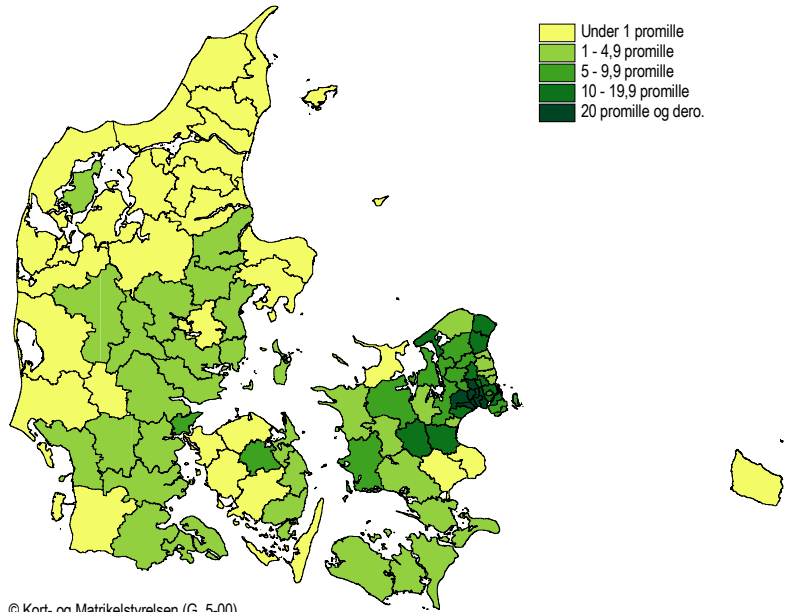 Under 1 promille
1 - 4,9 promille
5 - 9,9 promille
10 - 19,9 promille
20 promille og dero.
© Kort- og Matrikelstyrelsen (G. 5-00)